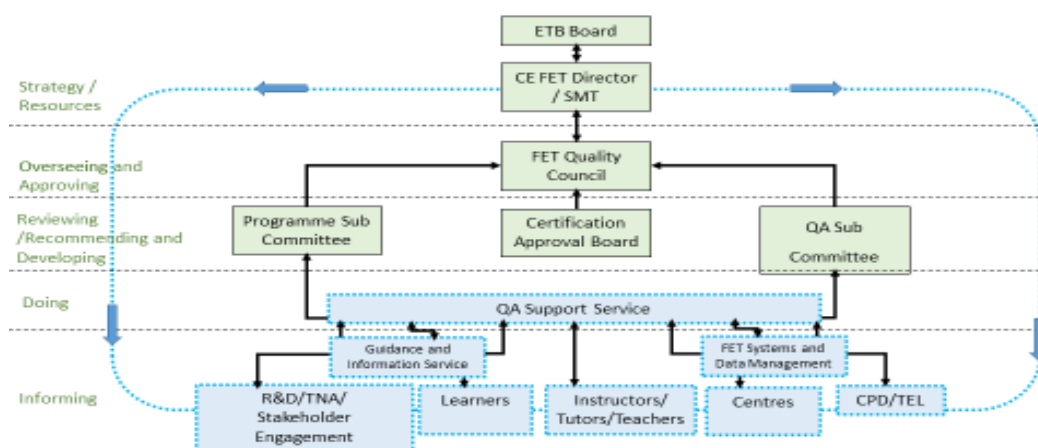 ETB Board
Strategy /
Resources
CE FET Director
/ SMT
Overseeing and
Approving
FET Quality
Council
Reviewing
/Recommending and
Developing
Programme Sub
Committee
Certification
Approval Board
QA Sub
Committee
Doing
QA Support Service
Guidance and
Information Service
FET Systems and
Data Management
Informing
R&D/TNA/
Stakeholder
Engagement
Learners
Instructors/
Tutors/Teachers
Centres
CPD/TEL